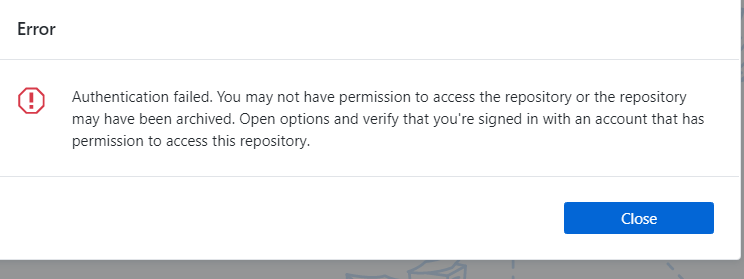 Error
Authentication failed. You may not have permission to access the repository or the repository
may have been archived. Open options and verify that you're signed in with an account that has
permission to access this repository.
Close